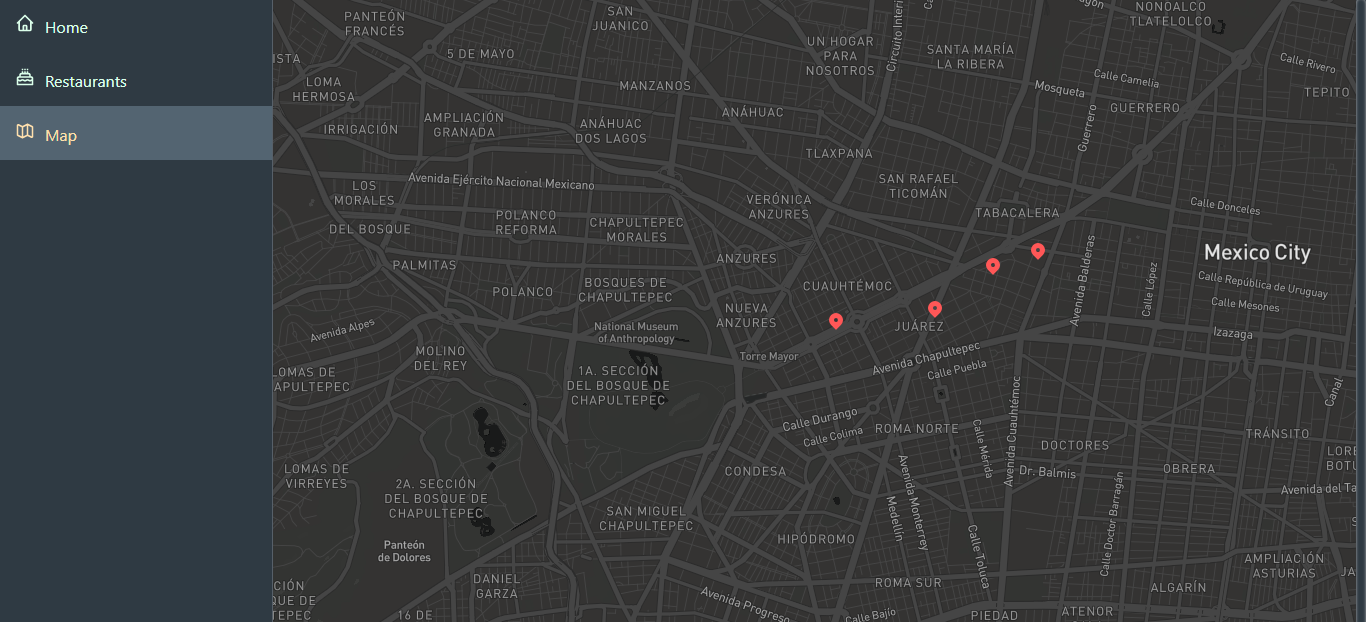 Home
Restaurants
Map
PANTEÓN
FRANCÉS
SAN
JUANICO
NONOALCO
TLATELOLCO
5 DE MAYO
UN HOGAR
PARA
NOSOTROS
Circuito Interi
SANTA MARÍA
LA RIBERA
Calle Rivero
LOMA
HERMOSA
MANZANOS
Mosqueta
Calle Camelia
TEPITO
GUERRERO
Guerrero
ANÁHUAC
AMPLIACIÓN
GRANADA
IRRIGACIÓN
ANÁHUAC
DOS LAGOS
TLAXPANA
SAN RAFAEL
TICOMÁN
Avenida Ejército Nacional Mexicano
LOS
MORALES
VERÓNICA
ANZURES
TABACALERA
Calle Donceles
POLANCO
REFORMA
CHAPULTEPEC
MORALES
DEL BOSQUE
Mexico City
PALMITAS
ANZURES
Avenida Balderas
Calle López
Calle República de Uruguay
Calle Mesones
POLANCO
BOSQUES DE
CHAPULTEPEC
CUAUHTÉMOC
NUEVA
ANZURES
JUÁREZ
Izazaga
Avenida Alpes
National Museum
of Anthropology
MOLINO
DEL REY
Torre Mayor
Avenida Chapultepec
Calle Puebla
LOMAS DE
APULTEPEC
1A. SECCIÓN
DEL BOSQUE DE
CHAPULTEPEC
Canal
Calle Durango
Calle Colima
ROMA NORTE
Avenida Cuauhtémoc
Calle Mérida
TRÁNSITO
DOCTORES
LOMAS DE
VIRREYES
CONDESA
Avenida Monterrey
Dr. Balmis
OBRERA
LORE
BOTU
2A. SECCIÓN
DEL BOSQUE DE
CHAPULTEPEC
Avenida del Ta
SAN MIGUEL
CHAPULTEPEC
Medellín
HIPÓDROMO
Calle Toluca
Calle Doctor Barragán
Panteón
de Dolores
AMPLIACIÓN
ASTURIAS
JA
DANIEL
GARZA
CIÓN
QUE DE
TEPEC
ROMA SUR
ALGARÍN
Avenida Progreso
16 DE
Calle Bajío
PIEDAD
ATENOR